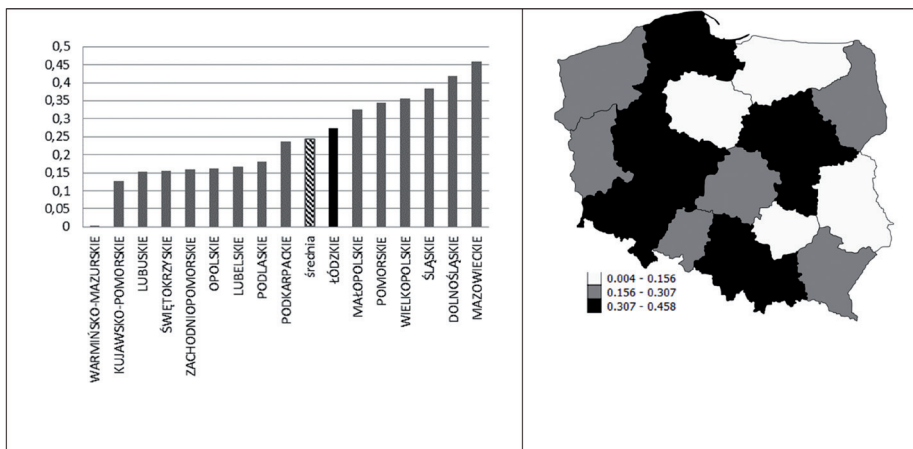 0,5
0,45
0,4
0,35
0,3
0,25
0,2
0,15
0,1
0,05
0
WARMIŃSKO-MAZURSKIE
KUJAWSKO-POMORSKIE
LUBUSKIE
ŚWIĘTOKRZYSKIE
ZACHODNIOPOMORSKIE
OPOLSKIE
LUBELSKIE
PODLASKIE
PODKARPACKIE
średnia
ŁÓDZKIE
MAŁOPOLSKIE
POMORSKIE
WIELKOPOLSKIE
ŚLĄSKIE
DOLNOŚLĄSKIE
MAZOWIECKIE
0.004 - 0.156
0.156 - 0.307
0.307 - 0.458